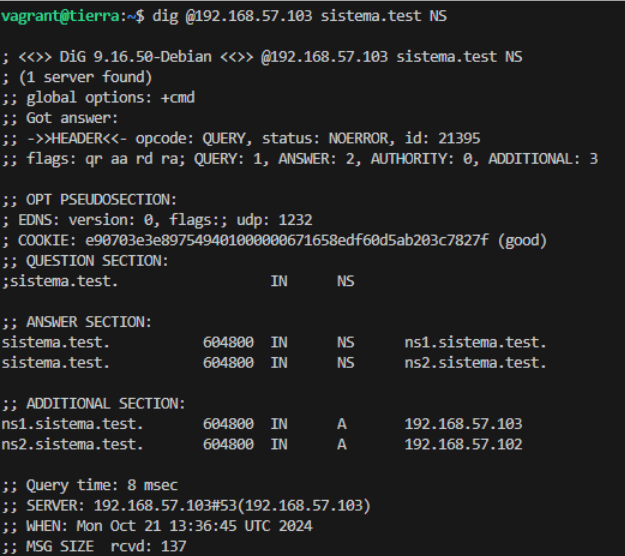 vagrant@tierra:~$ dig @192.168.57.103 sistema.test NS
; <<>> DiG 9.16.50-Debian <<>> @192.168.57.103 sistema.test NS
; (1 server found)
;; global options: +cmd
;; Got answer:
;; ->>HEADER<<- opcode: QUERY, status: NOERROR, id: 21395
;; flags: qr aa rd ra; QUERY: 1, ANSWER: 2, AUTHORITY: 0, ADDITIONAL: 3
;; OPT PSEUDOSECTION:
; EDNS: version: 0, flags:; udp: 1232
; COOKIE: e90703e3e897549401000000671658edf60d5ab203c7827f (good)
;; QUESTION SECTION:
;sistema.test. IN NS
;; ANSWER SECTION:
sistema.test. 604800 IN NS ns1.sistema.test.
sistema.test. 604800 IN NS ns2.sistema.test.
;; ADDITIONAL SECTION:
ns1.sistema.test. 604800 IN A 192.168.57.103
ns2.sistema.test. 604800 IN A 192.168.57.102
;; Query time: 8 msec
;; SERVER: 192.168.57.103#53(192.168.57.103)
;; WHEN: Mon Oct 21 13:36:45 UTC 2024
;; MSG SIZE rcvd: 137